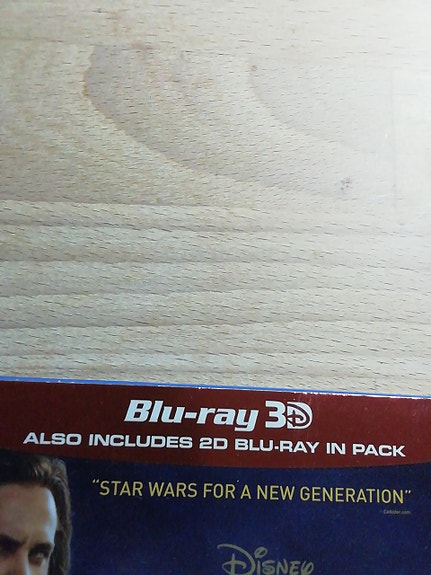 Blu-ray 3D
ALSO INCLUDES 2D BLU-RAY IN PACK
"STAR WARS FOR A NEW GENERATION"
DISNEY